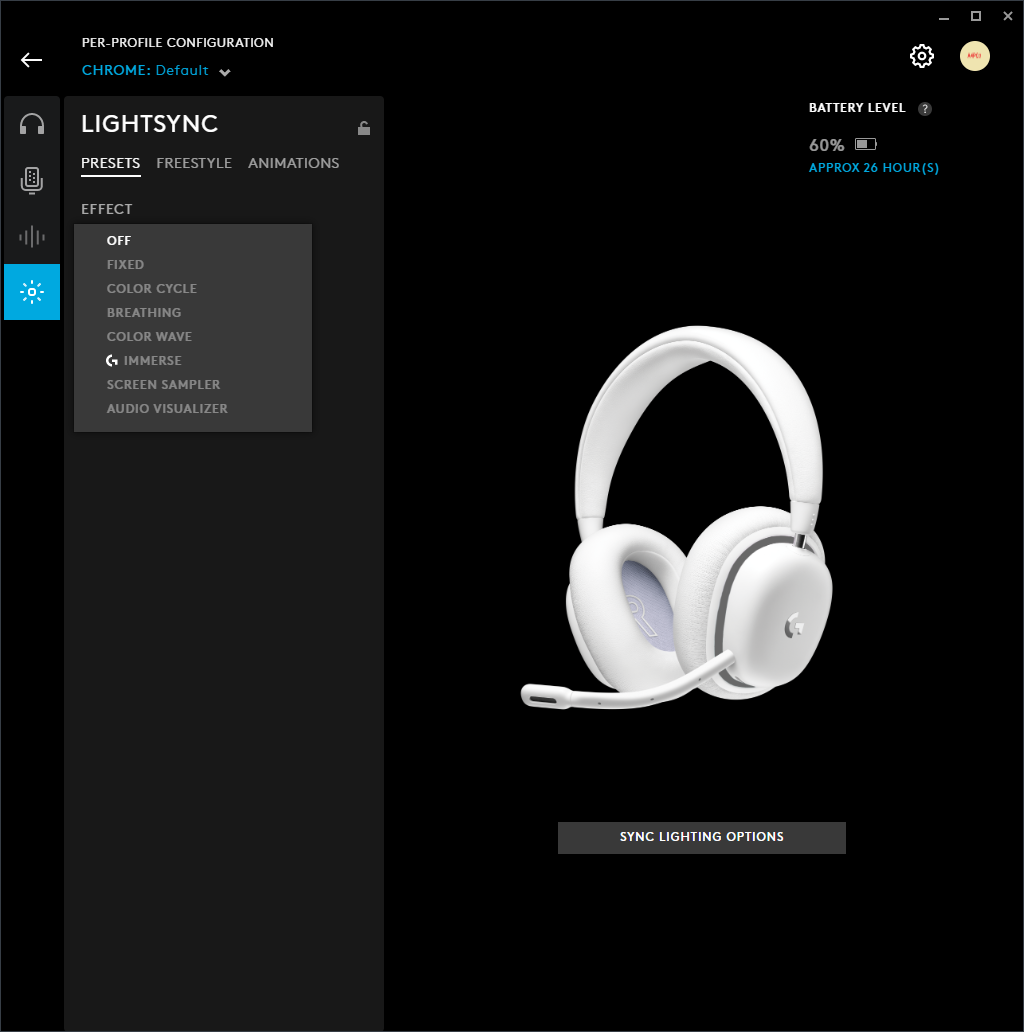 PER-PROFILE CONFIGURATION
CHROME: Default
LIGHTSYNC
PRESETS FREESTYLE ANIMATIONS
EFFECT
OFF
FIXED
COLOR CYCLE
BREATHING
COLOR WAVE
IMMERSE
SCREEN SAMPLER
AUDIO VISUALIZER
BATTERY LEVEL ?
60%
APPROX 26 HOUR(S)
SYNC LIGHTING OPTIONS